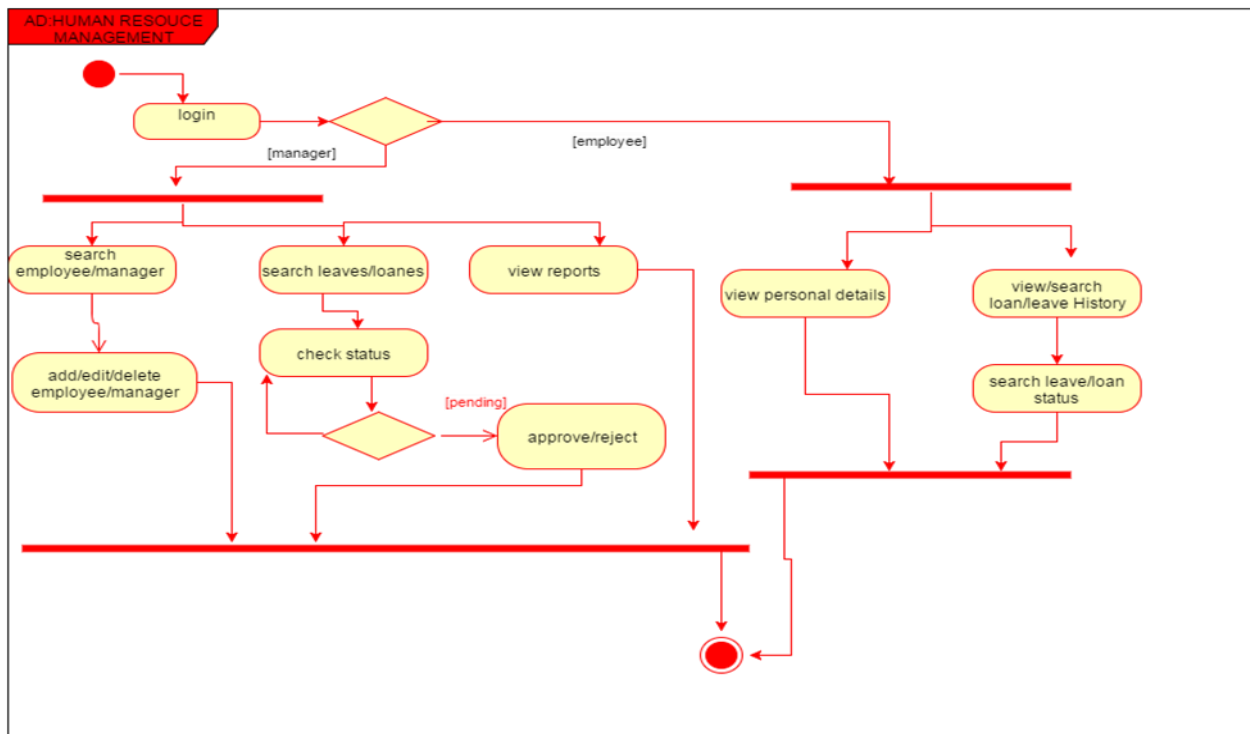 AD:HUMAN RESOUCE
MANAGEMENT
login
[manager]
[employee]
search
employee/manager
search leaves/loanes
view reports
view personal details
view/search
loan/leave History
check status
add/edit/delete
employee/manager
search leave/loan
status
[pending]
approve/reject